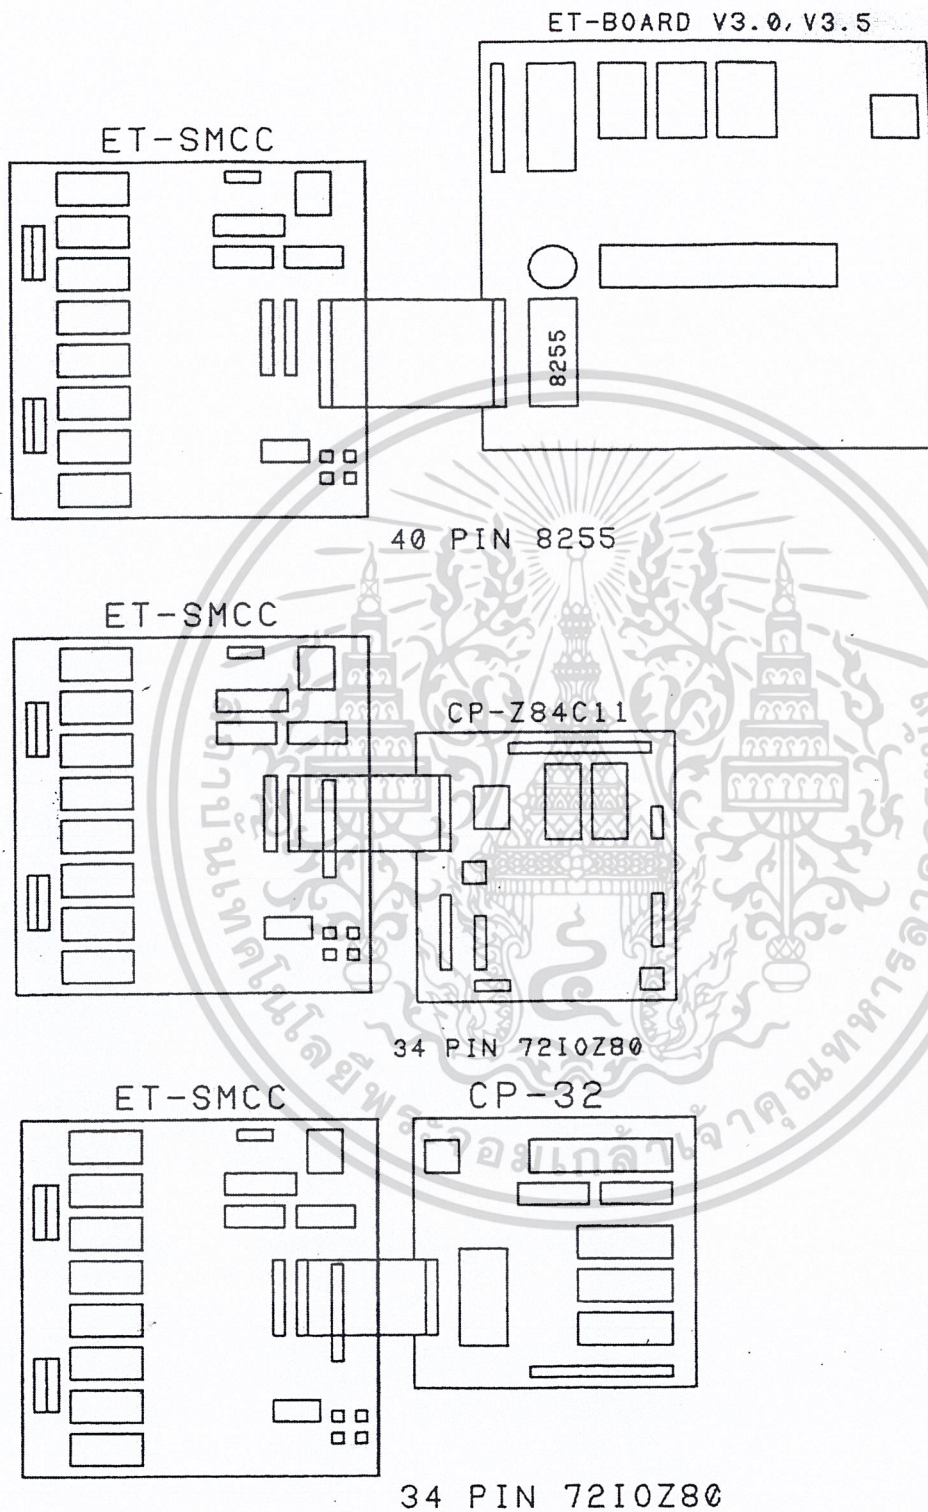 ET-BOARD V3.0, V3.5
ET-SMCC
8255
40 PIN 8255
ET-SMCC
CP-Z84C11
34 PIN 72IOZ80
ET-SMCC
CP-32
34 PIN 72IOZ80